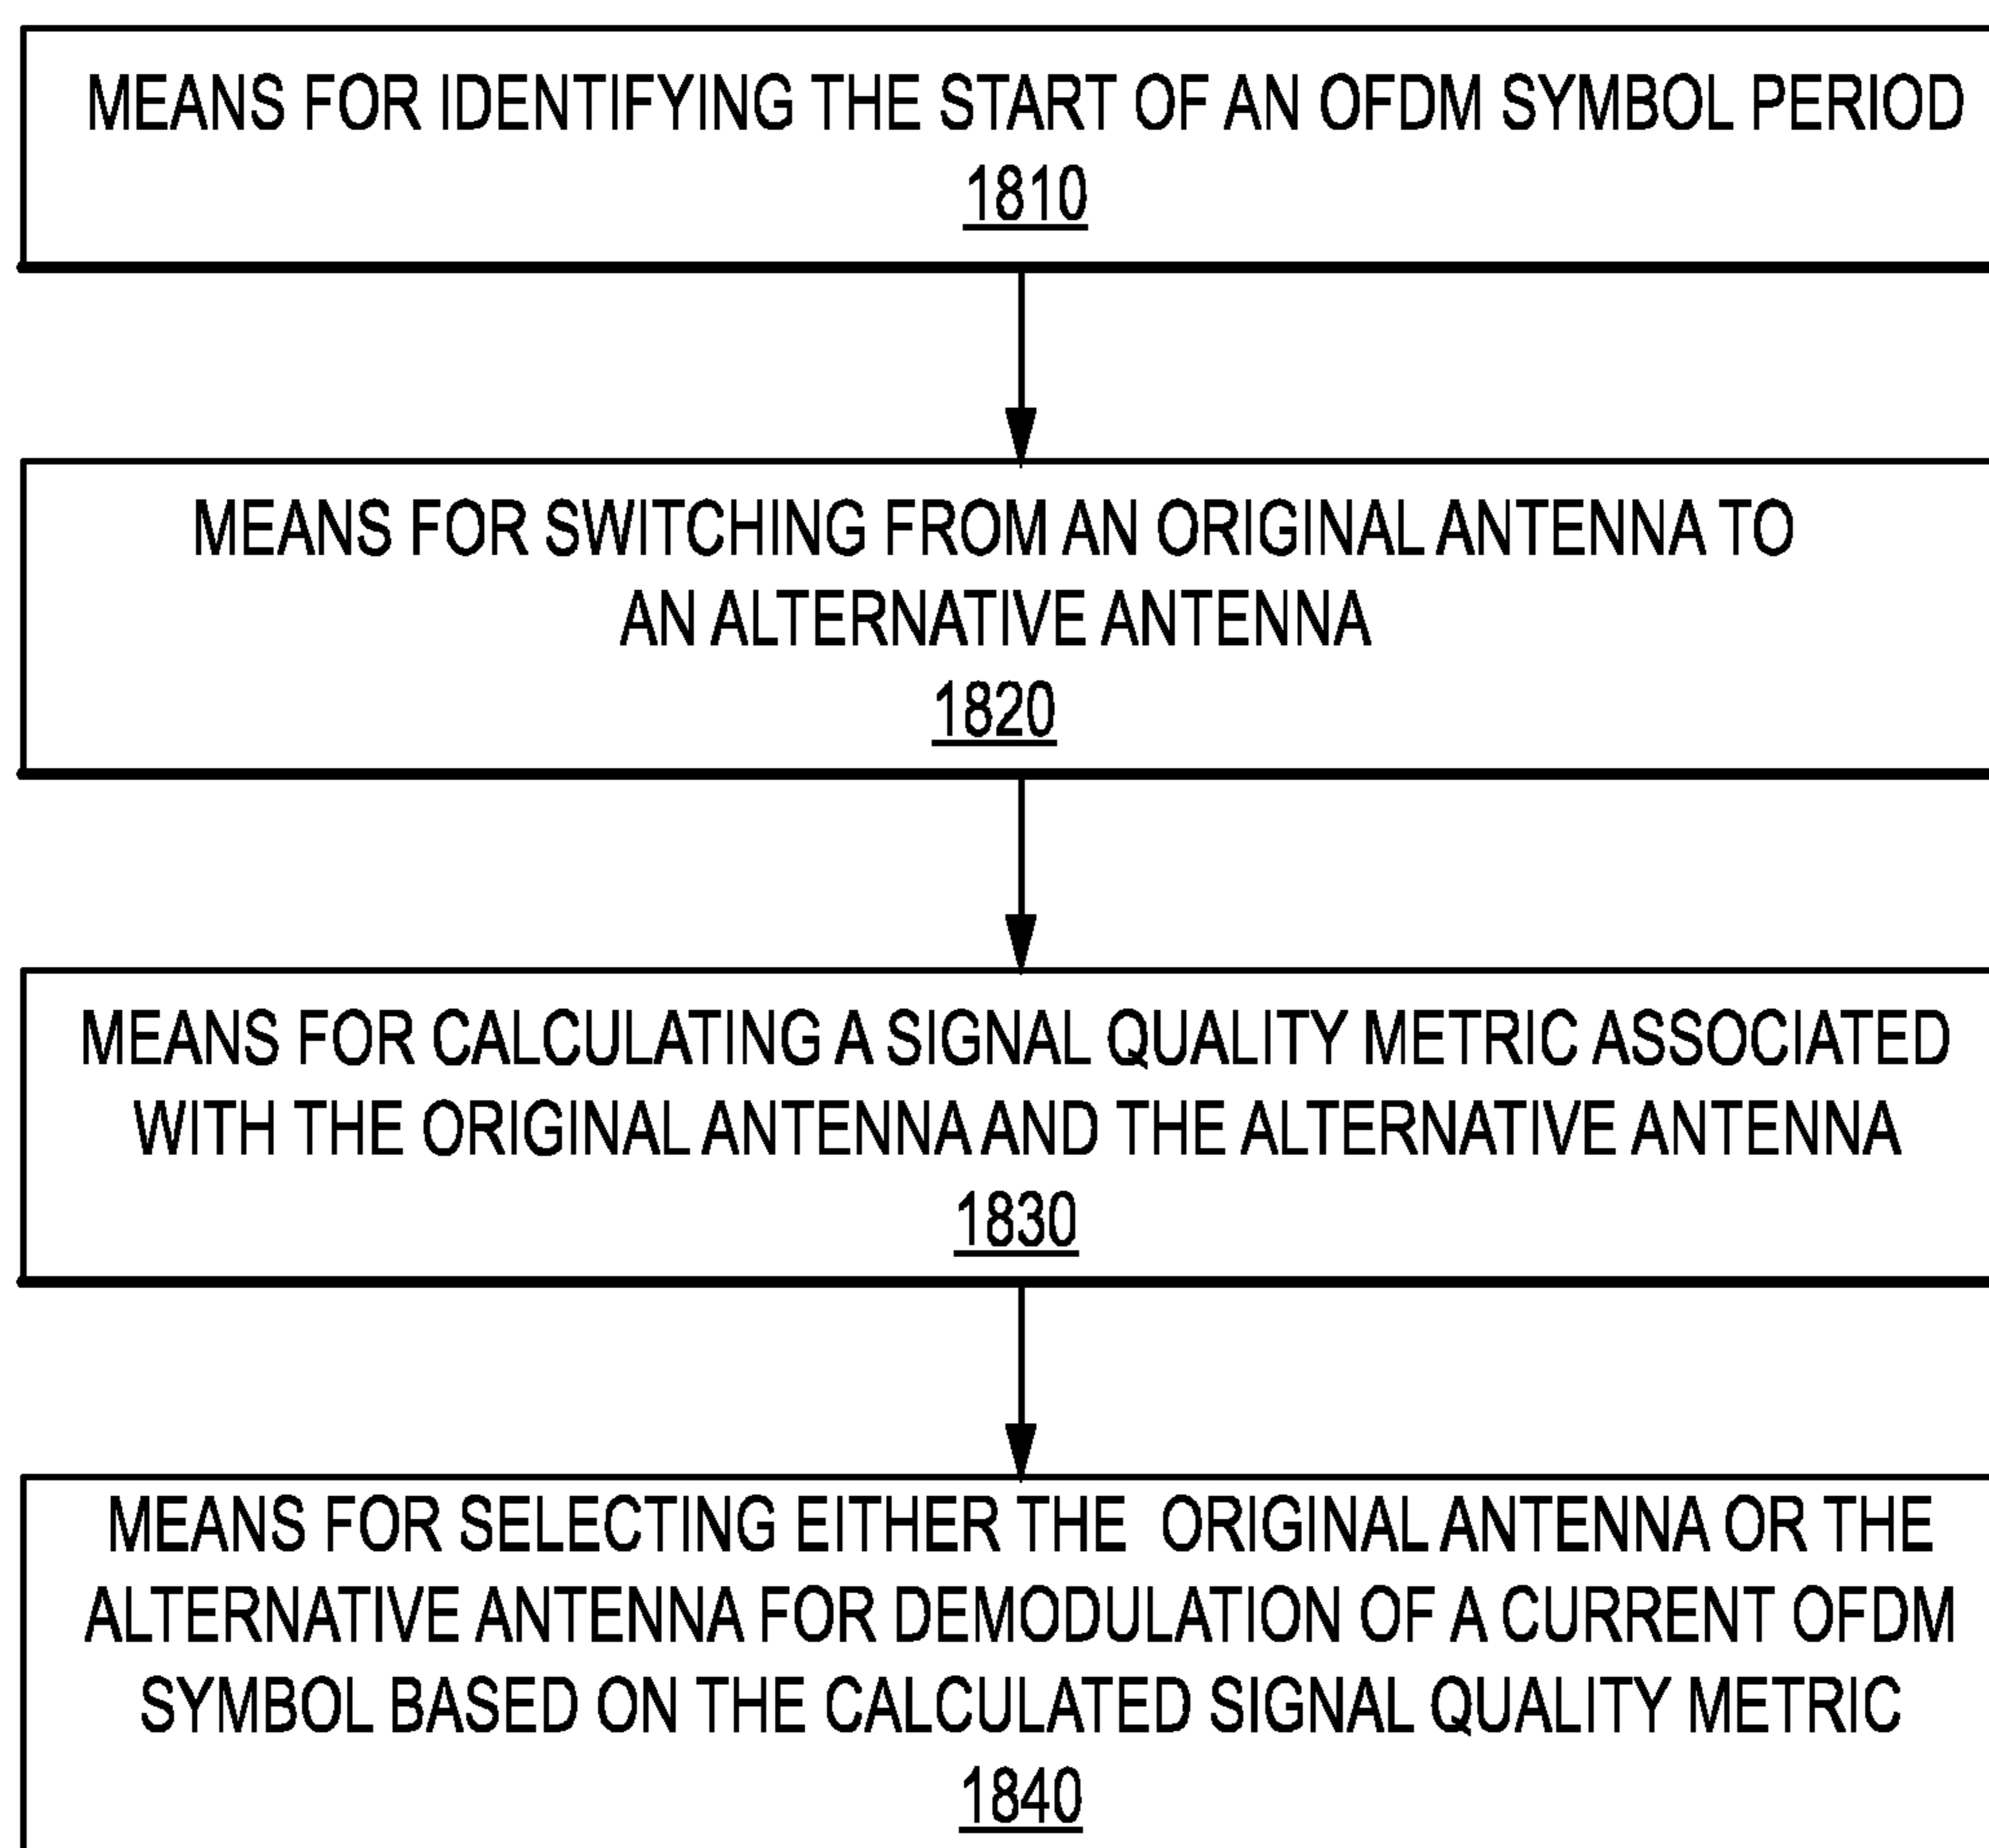 MEANS FOR IDENTIFYING THE START OF AN OFDM SYMBOL PERIOD
1810
MEANS FOR SWITCHING FROM AN ORIGINAL ANTENNA TO
AN ALTERNATIVE ANTENNA
1820
MEANS FOR CALCULATING A SIGNAL QUALITY METRIC ASSOCIATED
WITH THE ORIGINAL ANTENNA AND THE ALTERNATIVE ANTENNA
1830
MEANS FOR SELECTING EITHER THE ORIGINAL ANTENNA OR THE
ALTERNATIVE ANTENNA FOR DEMODULATION OF A CURRENT OFDM
SYMBOL BASED ON THE CALCULATED SIGNAL QUALITY METRIC
1840